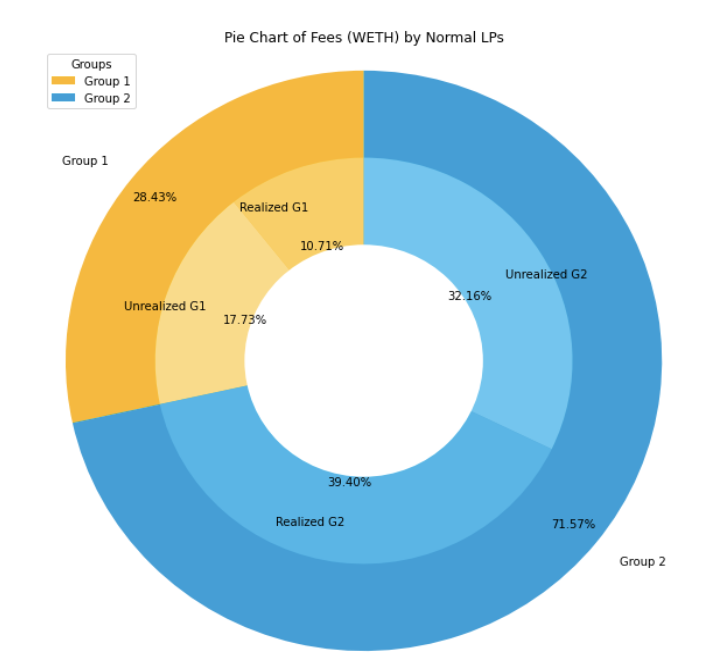 Pie Chart of Fees (WETH) by Normal LPs
Groups
Group 1
Group 2
Group 1
28.43%
Realized G1
10.71%
Unrealized G2
32.16%
Unrealized G1
17.73%
39.40%
Realized G2
71.57%
Group 2